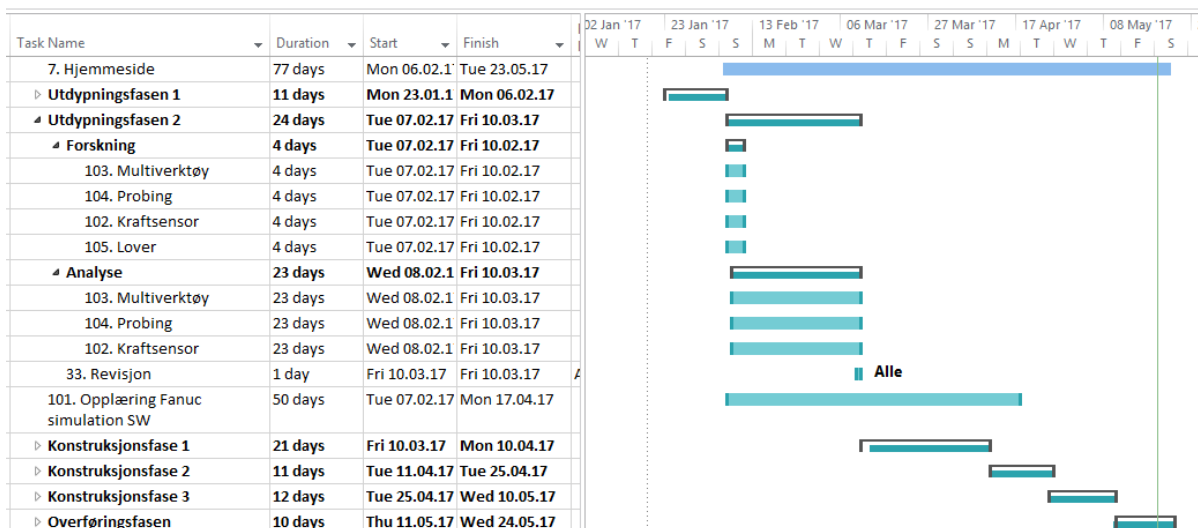 02 Jan '17 23 Jan '17 13 Feb '17 06 Mar '17 27 Mar '17 17 Apr '17 08 May '17
Task Name Duration Start Finish W T F S S M T W T F S S M T W T F S
7. Hjemmeside 77 days Mon 06.02.1 Tue 23.05.17
Utdypningsfasen 1 11 days Mon 23.01.1 Mon 06.02.17
Utdypningsfasen 2 24 days Tue 07.02.17 Fri 10.03.17
Forskning 4 days Tue 07.02.17 Fri 10.02.17
103. Multiverktøy 4 days Tue 07.02.17 Fri 10.02.17
104. Probing 4 days Tue 07.02.17 Fri 10.02.17
102. Kraftsensor 4 days Tue 07.02.17 Fri 10.02.17
105. Lover 4 days Tue 07.02.17 Fri 10.02.17
Analyse 23 days Wed 08.02.1 Fri 10.03.17
103. Multiverktøy 23 days Wed 08.02.1 Fri 10.03.17
104. Probing 23 days Wed 08.02.1 Fri 10.03.17
102. Kraftsensor 23 days Wed 08.02.1 Fri 10.03.17
33. Revisjon 1 day Fri 10.03.17 Fri 10.03.17 Alle
101. Opplæring Fanuc 50 days Tue 07.02.17 Mon 17.04.17
simulation SW
Konstruksjonsfase 1 21 days Fri 10.03.17 Mon 10.04.17
Konstruksjonsfase 2 11 days Tue 11.04.17 Tue 25.04.17
Konstruksjonsfase 3 12 days Tue 25.04.17 Wed 10.05.17
Overføringsfasen 10 days Thu 11.05.17 Wed 24.05.17